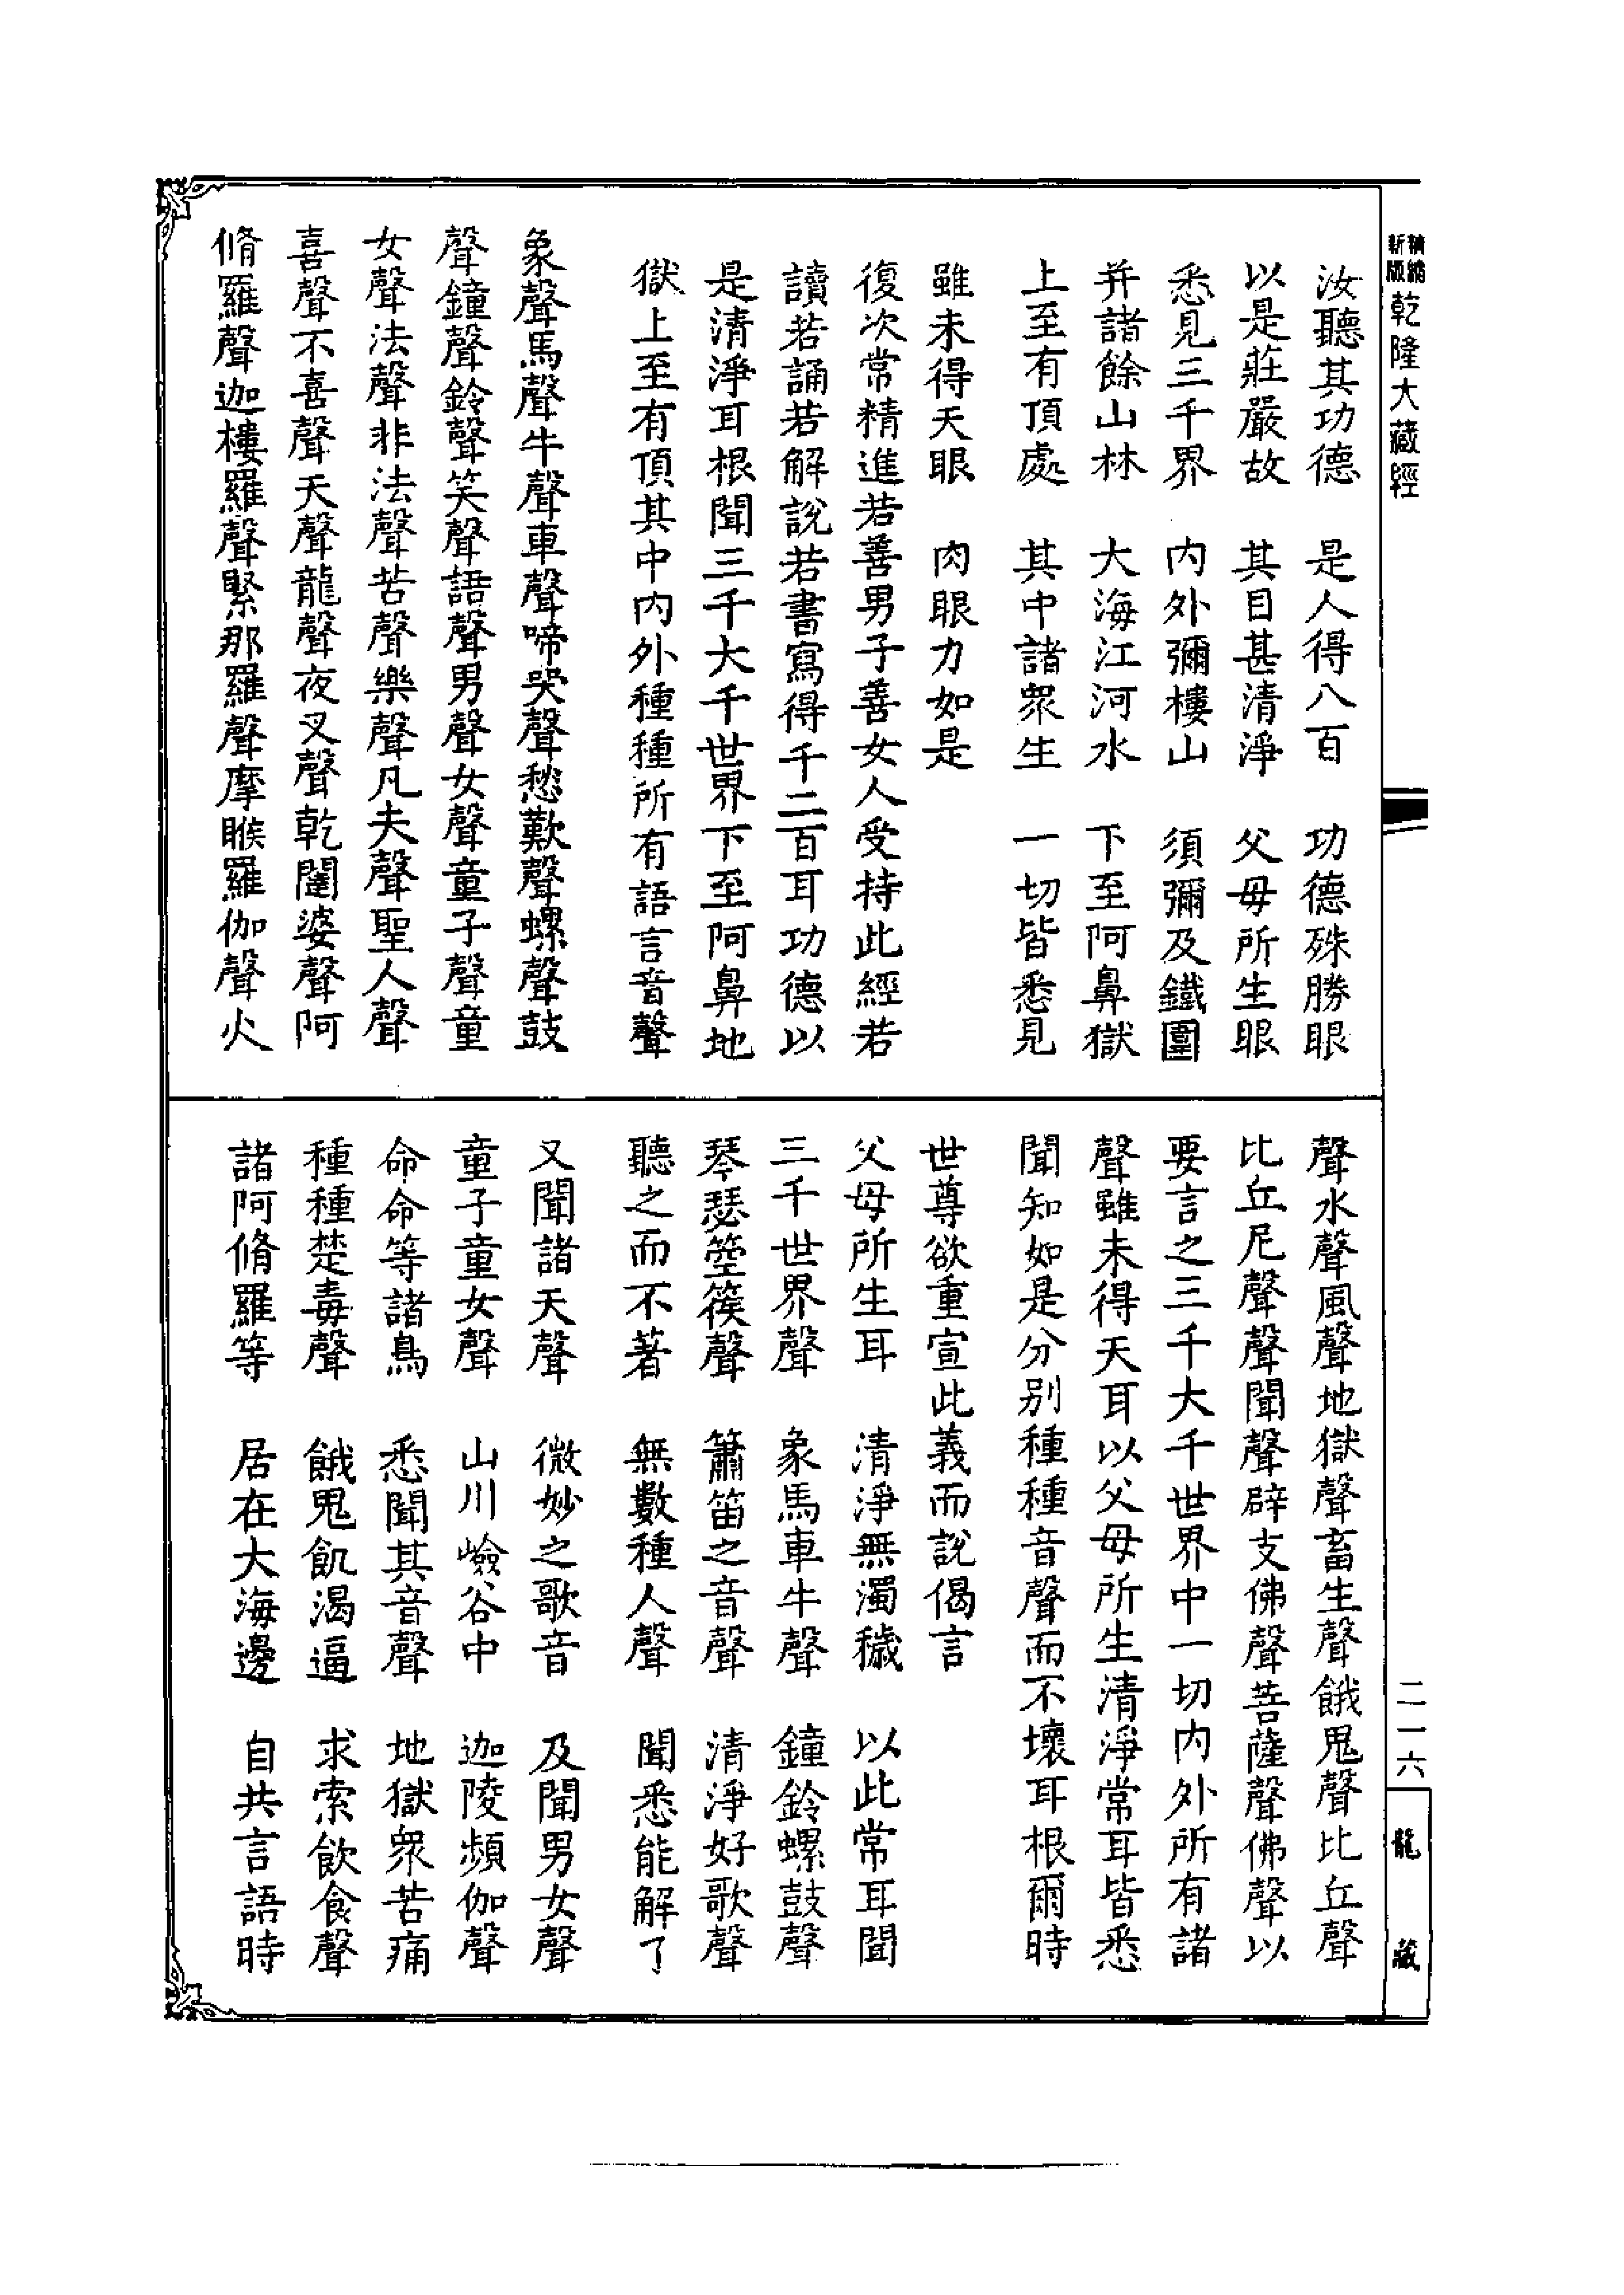 新版精縮
乾隆大藏經
汝聽其功德　是人得八百　功德殊勝眼
以是莊嚴故　其目甚清淨　父母所生眼
悉見三千界　內外彌樓山　須彌及鐵圍
并諸餘山林　大海江河水　下至阿鼻獄
上至有頂處　其中諸眾生　一切皆悉見
雖未得天眼　肉眼力如是
復次常精進若善男子善女人受持此經若
讀若誦若解說若書寫得千二百耳功德以
是清淨耳根聞三千大千世界下至阿鼻地
獄上至有頂其中內外種種所有語言音聲
象聲馬聲牛聲車聲啼哭聲愁歎聲螺聲鼓
聲鐘聲鈴聲笑聲語聲男聲女聲童子聲童
女聲法聲非法聲苦聲樂聲凡夫聲聖人聲
喜聲不喜聲天聲龍聲夜叉聲乾闥婆聲阿
脩羅聲迦樓羅聲緊那羅聲摩睺羅伽聲火
聲水聲風聲地獄聲畜生聲餓鬼聲比丘聲
比丘尼聲聲聞聲辟支佛聲菩薩聲佛聲以
要言之三千大千世界中一切內外所有諸
聲雖未得天耳以父母所生清淨常耳皆悉
聞知如是分別種種音聲而不壞耳根爾時
世尊欲重宣此義而說偈言
父母所生耳　清淨無濁穢　以此常耳聞
三千世界聲　象馬車牛聲　鐘鈴螺鼓聲
琴瑟箜篌聲　簫笛之音聲　清淨好歌聲
聽之而不著　無數種人聲　聞悉能解了
又聞諸天聲　微妙之歌音　及聞男女聲
童子童女聲　山川嶮谷中　迦陵頻伽聲
命命等諸鳥　悉聞其音聲　地獄眾苦痛
種種楚毒聲　餓鬼飢渴逼　求索飲食聲
諸阿脩羅等　居在大海邊　自共言語時
二一六
龍藏